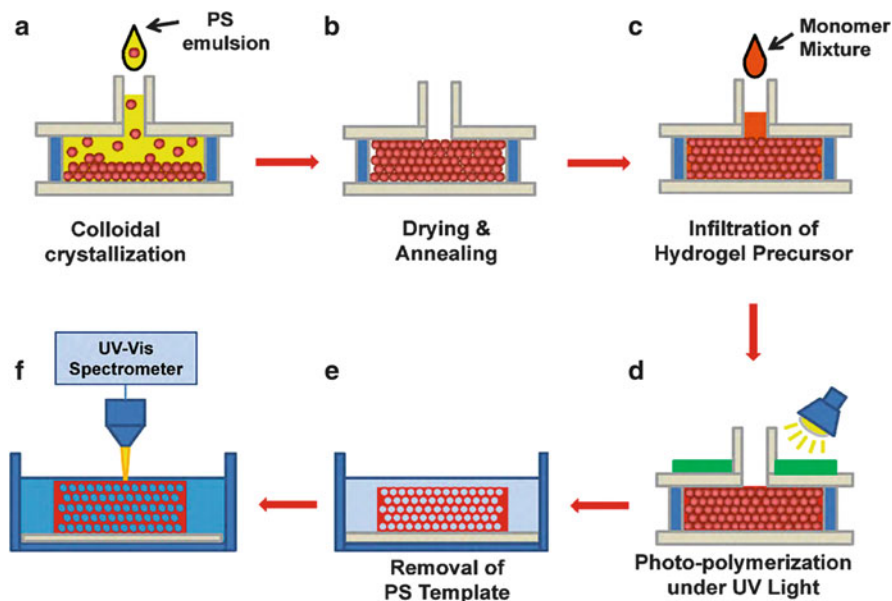 a
PS
emulsion
Colloidal
crystallization
b
Drying &
Annealing
c
Monomer
Mixture
Infiltration of
Hydrogel Precursor
d
Photo-polymerization
under UV Light
e
Removal of
PS Template
f
UV-Vis
Spectrometer